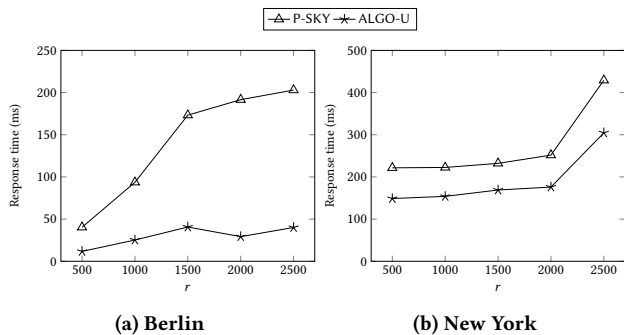 P-SKY ALGO-U
250
200
150
100
50
0
Response time (ms)
500 1000 1500 2000 2500
r
(a) Berlin
500
400
300
200
100
0
Response time (ms)
500 1000 1500 2000 2500
r
(b) New York